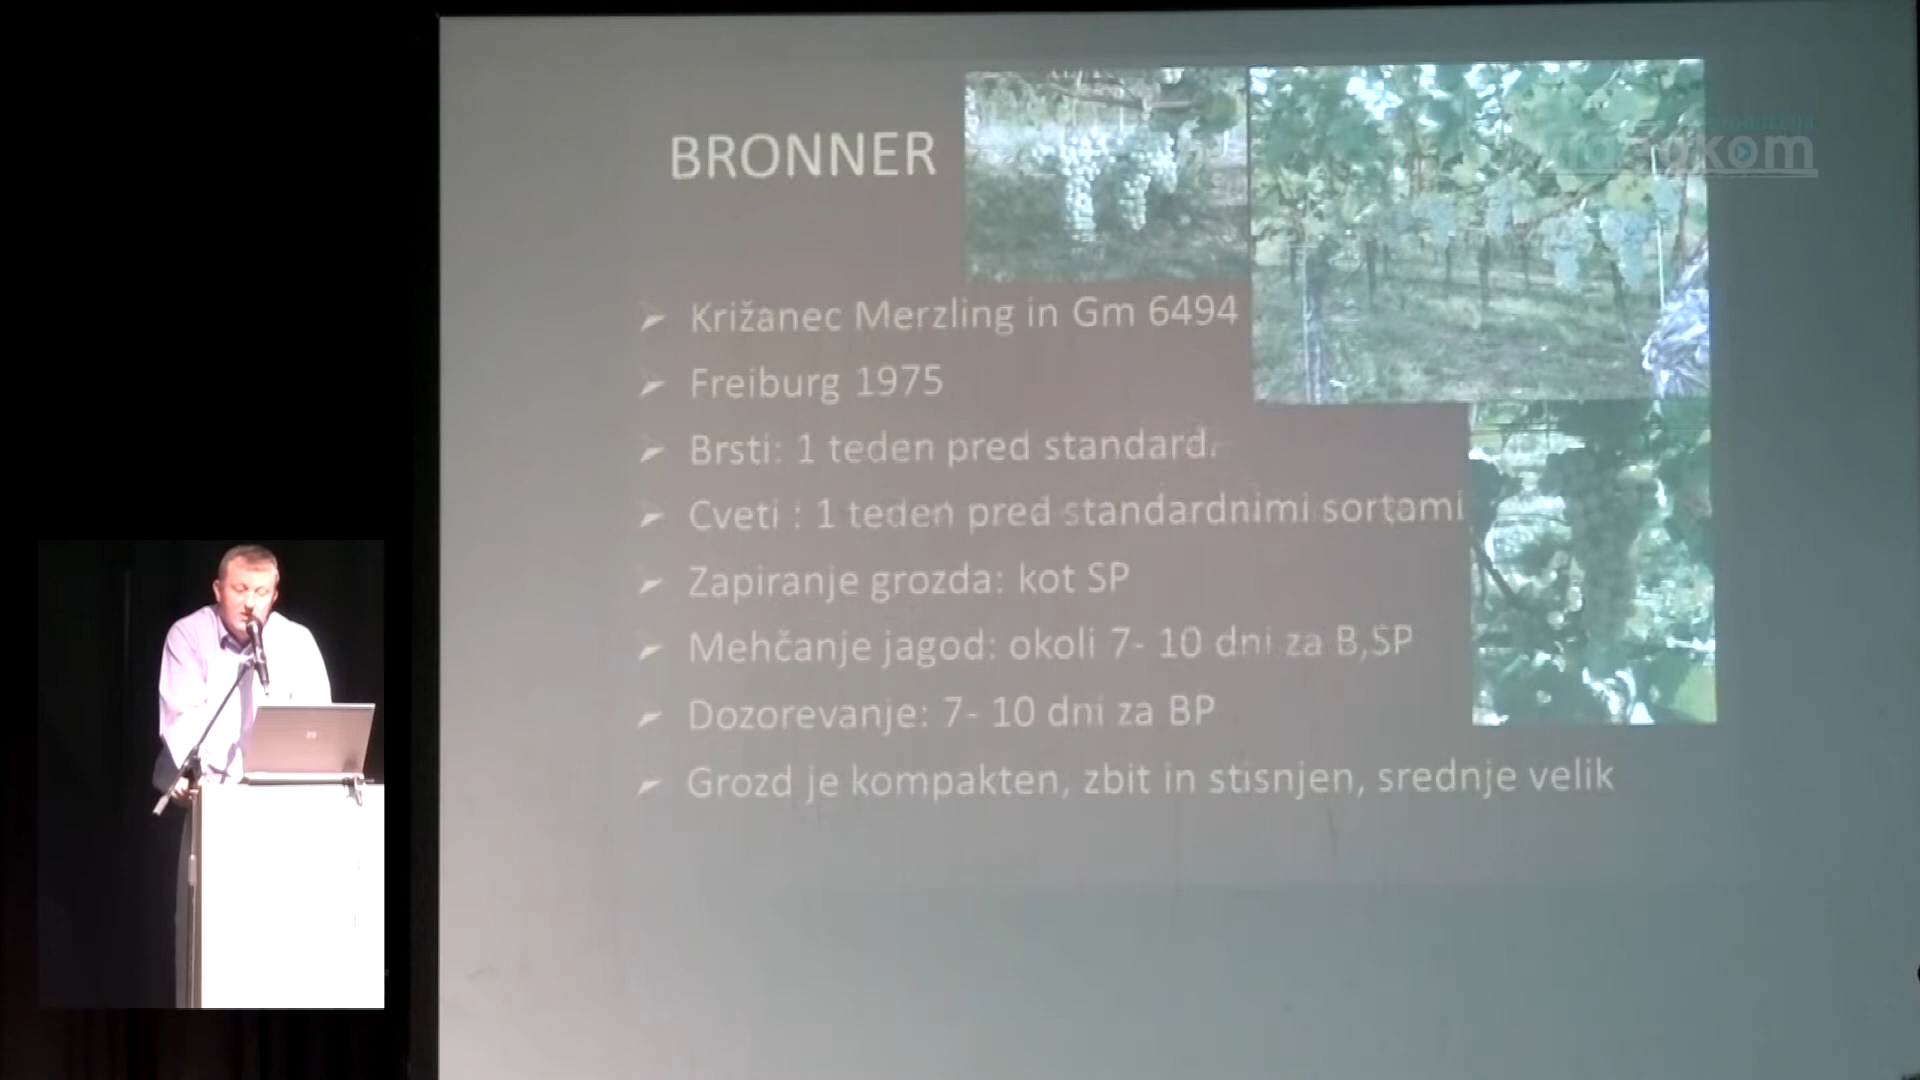 BRONNER
Križanec Merzling in Gm 6494
Freiburg 1975
Brsti: 1 teden pred standard.
Cveti : 1 teden pred standardnimi sortami
Zapiranje grozda: kot SP
Mehčanje jagod: okoli 7- 10 dni za B,SP
Dozorevanje: 7- 10 dni za BP
Grozd je kompakten, zbit in stisnjen, srednje velik